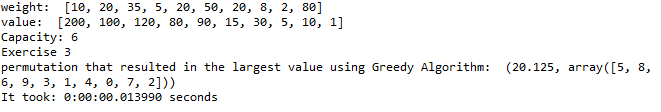 weight:  [10, 20, 35, 5, 20, 50, 20, 8, 2, 80]
value:  [200, 100, 120, 80, 90, 15, 30, 5, 10, 1]
Capacity: 6
Exercise 3
permutation that resulted in the largest value using Greedy Algorithm:  (20.125, array([5, 8,
6, 9, 3, 1, 4, 0, 7, 2]))
It took: 0:00:00.013990 seconds